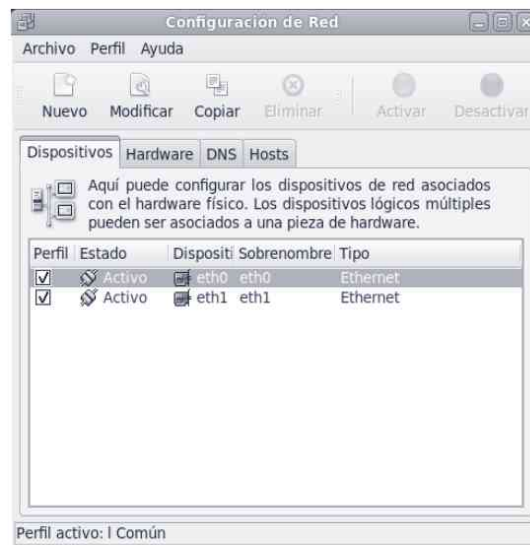 Configuración de Red
Archivo Perfil Ayuda
Nuevo Modificar Copiar Eliminar Activar Desactivar
Dispositivos Hardware DNS Hosts
Aquí puede configurar los dispositivos de red asociados
con el hardware físico. Los dispositivos lógicos múltiples
pueden ser asociados a una pieza de hardware.
Perfil Estado Dispositi Sobrenombre Tipo
Activo eth0 eth0 Ethernet
Activo eth1 eth1 Ethernet
Perfil activo: l Común